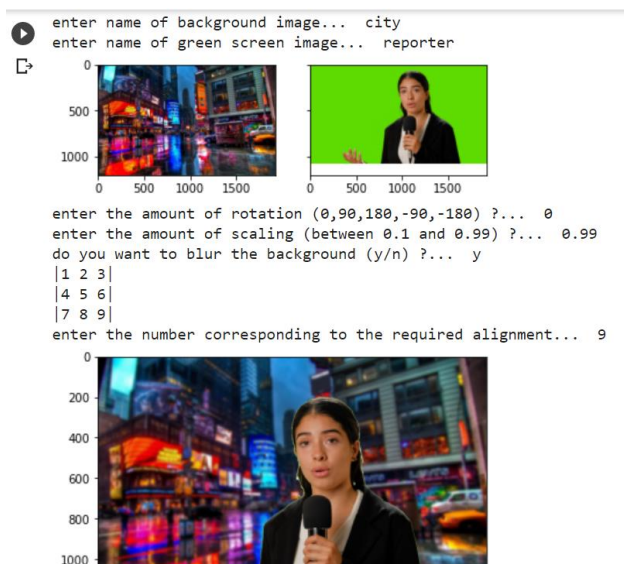 enter name of background image... city
enter name of green screen image... reporter
0
500
1000
0 500 1000 1500
0 500 1000 1500
enter the amount of rotation (0,90,180,-90,-180) ?... 0
enter the amount of scaling (between 0.1 and 0.99) ?... 0.99
do you want to blur the background (y/n) ?... y
|1 2 3|
|4 5 6|
|7 8 9|
enter the number corresponding to the required alignment... 9
0
200
400
600
800
1000